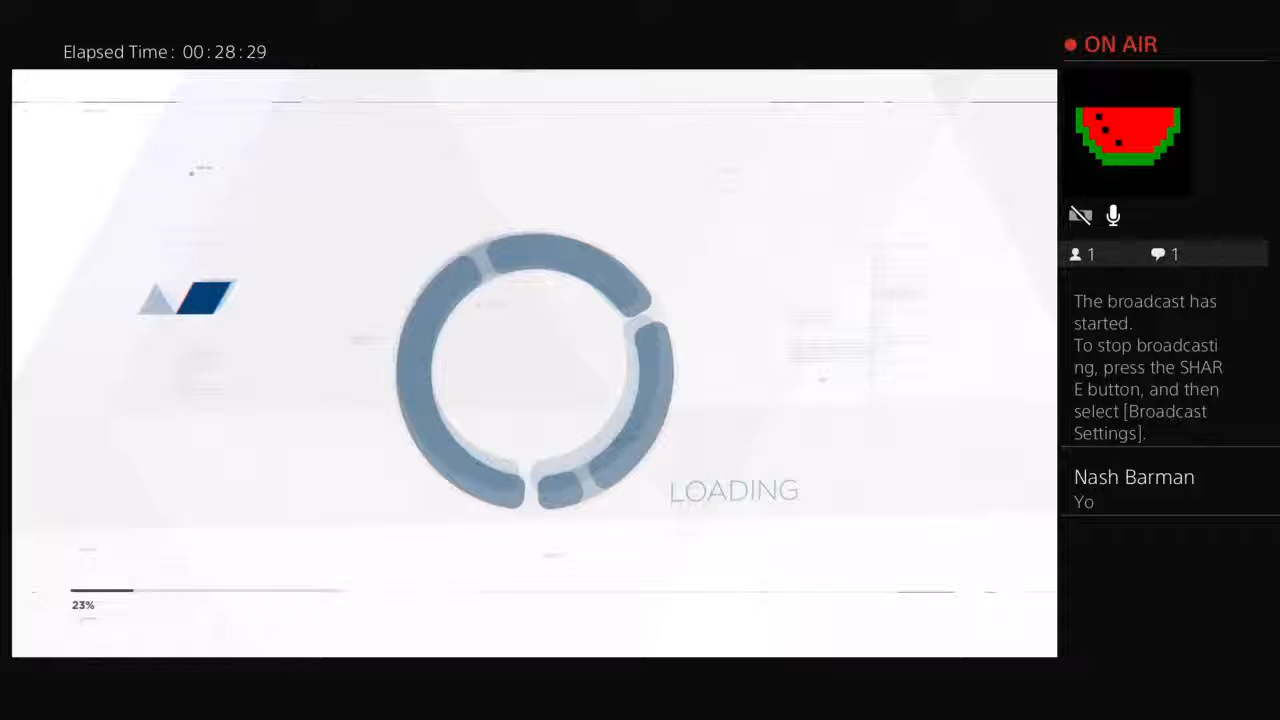 Elapsed Time: 00:28:29
ON AIR
1 1
The broadcast has
started.
To stop broadcasti
ng, press the SHAR
E button, and then
select [Broadcast
Settings].
Nash Barman
Yo
LOADING
23%